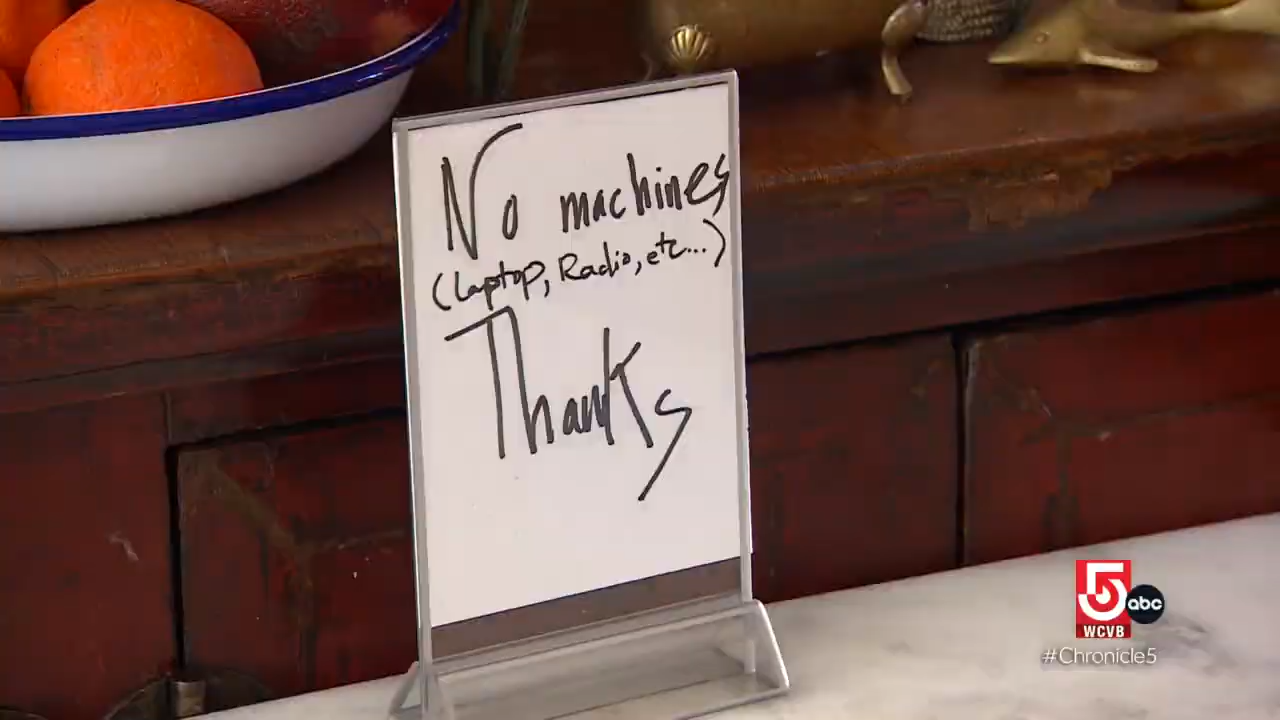 No machines
(Laptop, Radio, etc...)
Thanks
5
abc
WCVB
#Chronicle5